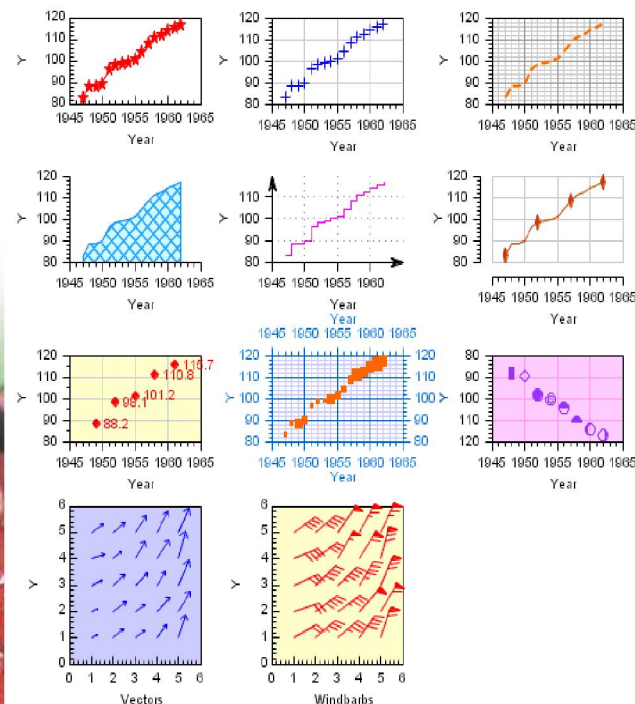 120 120 120
110 110 110
Y 100 Y 100 Y 100
90 90 90
80 80 80
1945 1950 1955 1960 1965 1945 1950 1955 1960 1965 1945 1950 1955 1960 1965
Year Year Year
120 120
110 110 110
Y 100 Y 100 Y 100
90 90 90
80 80 80
1945 1950 1955 1960 1965 1945 1950 1955 1960 1945 1950 1955 1960 1965
Year Year Year
Year
1945 1950 1955 1960 1965
120 120 120 80
115.7
110 110.8 110 110 90
Y 100 98.1 101.2 Y 100 100 Y Y 100
90 88.2 90 90 110
80 80 80 120
1945 1950 1955 1960 1965 1945 1950 1955 1960 1965 1945 1950 1955 1960 1965
Year Year Year
6 6
5 5
4 4
Y 3 Y 3
2 2
1 1
0 0
0 1 2 3 4 5 6 0 1 2 3 4 5 6
Vectors Windbarbs